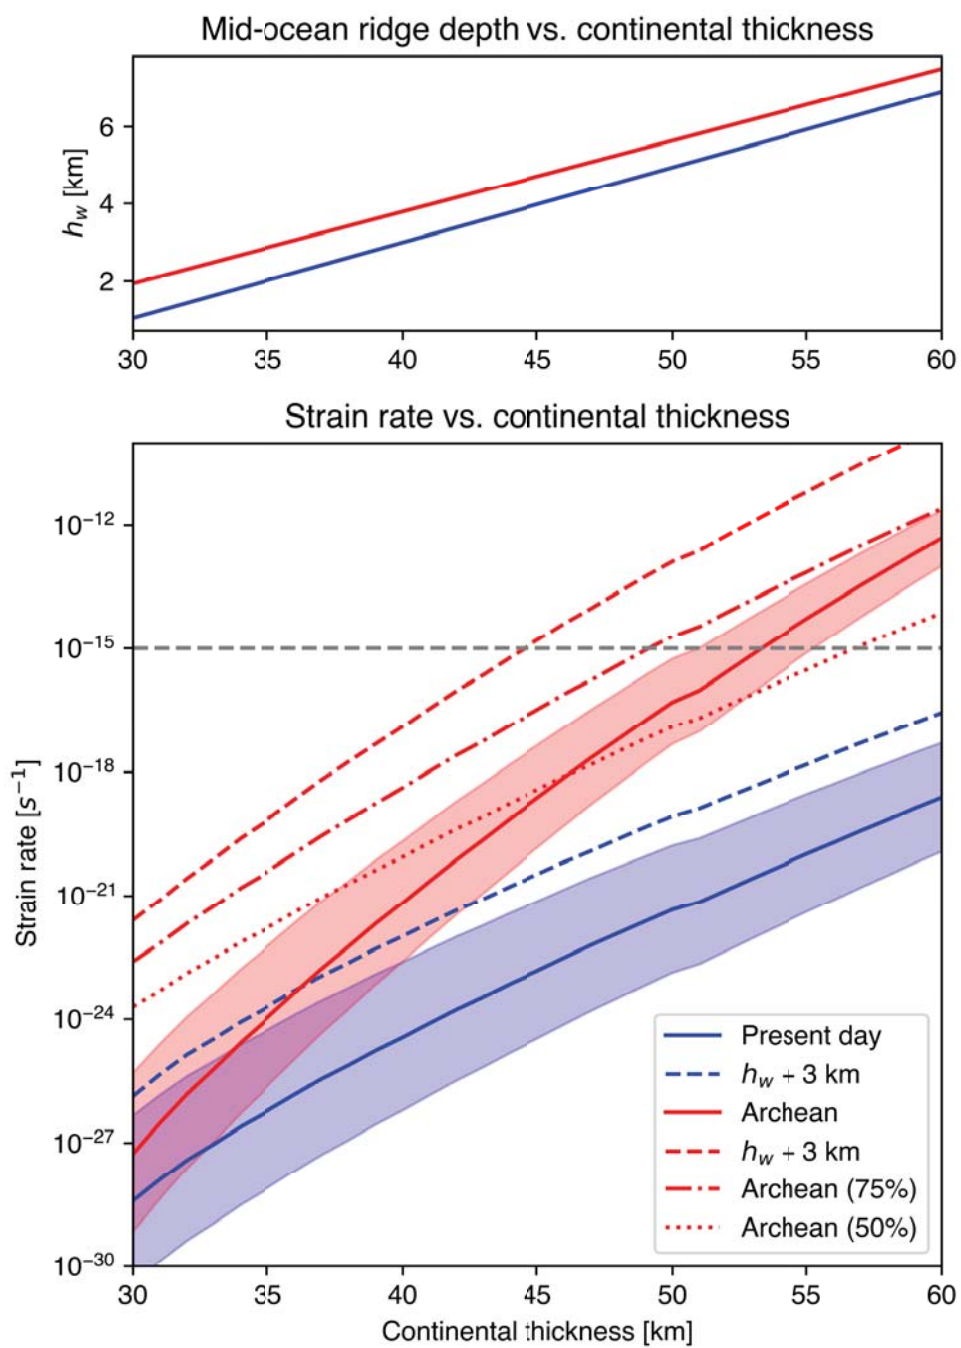 Mid-ocean ridge depth vs. continental thickness
6
4
2
h_w [km]
30 35 40 45 50 55 60
Strain rate vs. continental thickness
10⁻¹²
10⁻¹⁵
10⁻¹⁸
10⁻²¹
10⁻²⁴
10⁻²⁷
10⁻³⁰
Strain rate [s⁻¹]
Present day
h_w + 3 km
Archean
h_w + 3 km
Archean (75%)
Archean (50%)
30 35 40 45 50 55 60
Continental thickness [km]